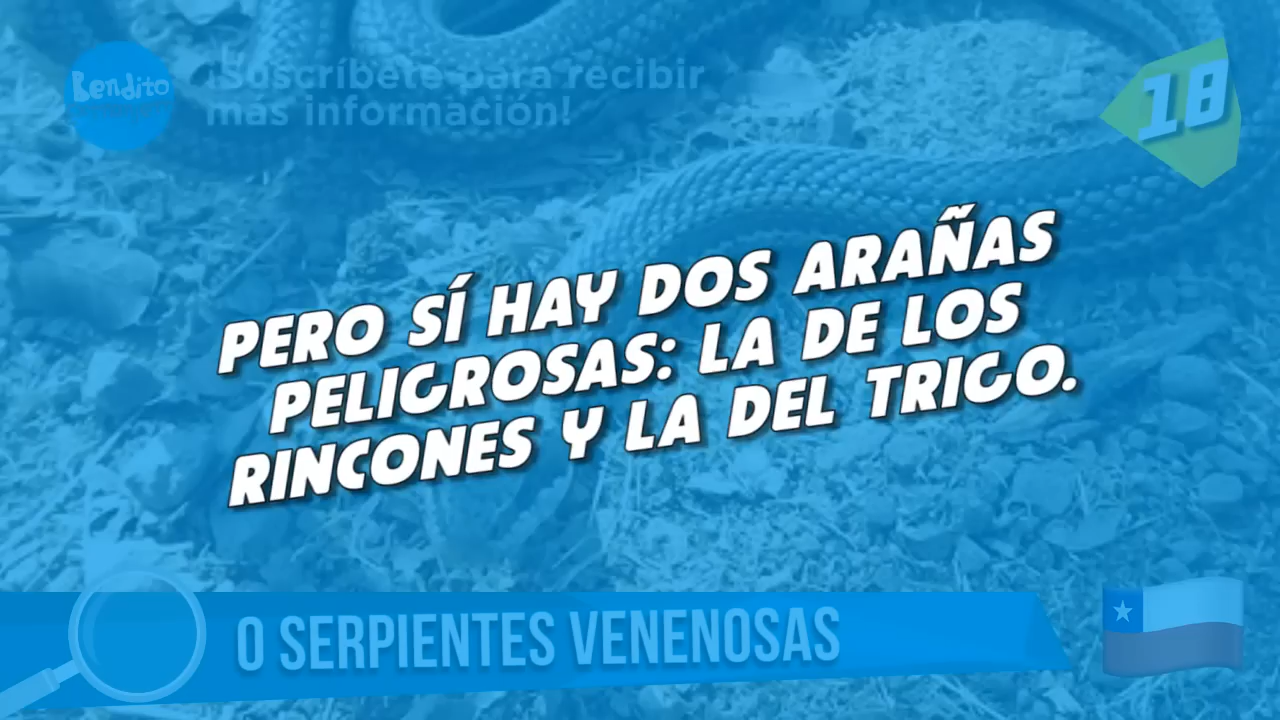 Bendito
¡Suscríbete para recibir
más información!
18
PERO SÍ HAY DOS ARAÑAS
PELIGROSAS: LA DE LOS
RINCONES Y LA DEL TRIGO.
0 SERPIENTES VENENOSAS